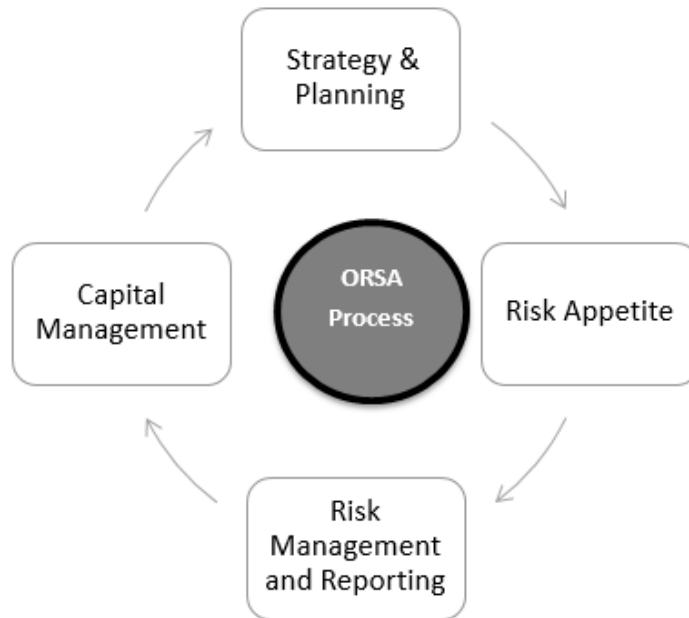 Strategy &
Planning
ORSA
Process
Capital
Management
Risk Appetite
Risk
Management
and Reporting